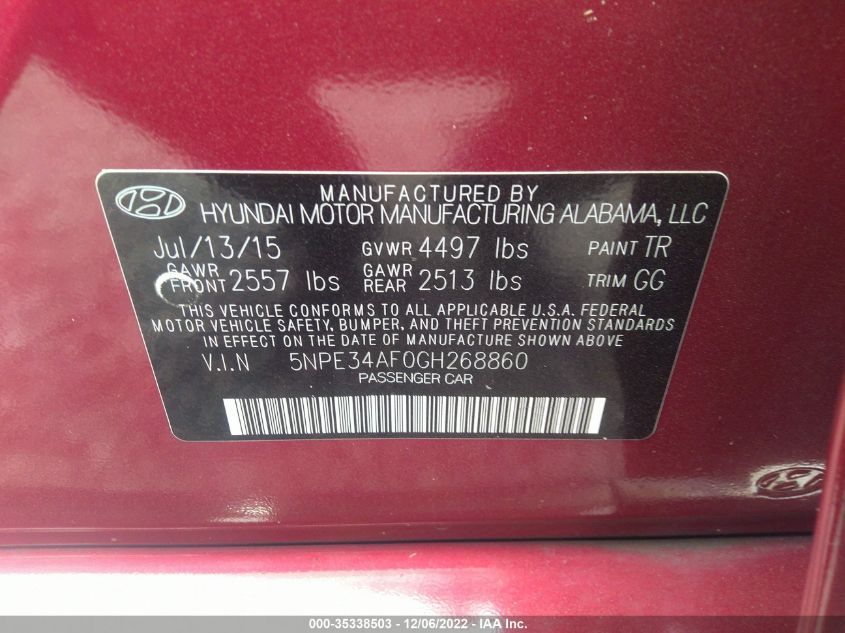 MANUFACTURED BY
HYUNDAI MOTOR MANUFACTURING ALABAMA, LLC
Jul/13/15 GVWR 4497 lbs PAINT TR
GAWR FRONT 2557 lbs GAWR REAR 2513 lbs TRIM GG
THIS VEHICLE CONFORMS TO ALL APPLICABLE U.S.A. FEDERAL
MOTOR VEHICLE SAFETY, BUMPER, AND THEFT PREVENTION STANDARDS
IN EFFECT ON THE DATE OF MANUFACTURE SHOWN ABOVE.
V.I.N 5NPE34AF0GH268860
PASSENGER CAR
000-35338503 - 12/06/2022 - IAA Inc.